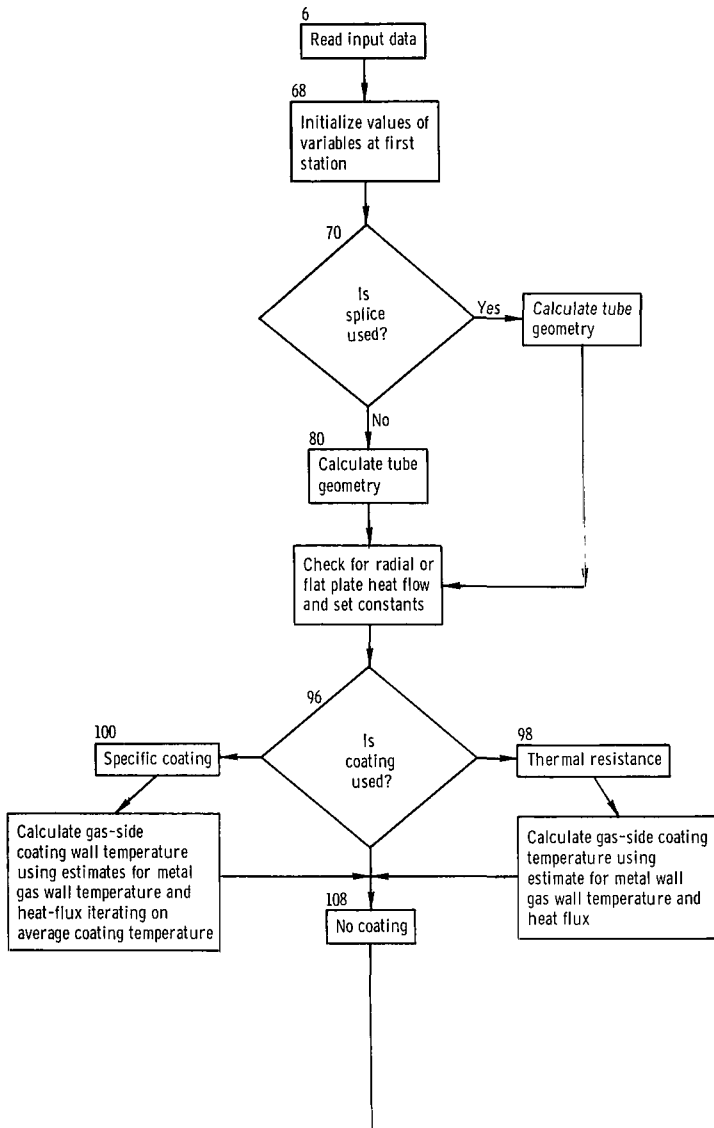 6
Read input data
68
Initialize values of
variables at first
station
70
Is
splice
used?
Yes
Calculate tube
geometry
No
80
Calculate tube
geometry
Check for radial or
flat plate heat flow
and set constants
96
Is
coating
used?
100
Specific coating
98
Thermal resistance
Calculate gas-side
coating wall temperature
using estimates for metal
gas wall temperature and
heat-flux iterating on
average coating temperature
Calculate gas-side coating
temperature using
estimate for metal wall
gas wall temperature and
heat flux
108
No coating